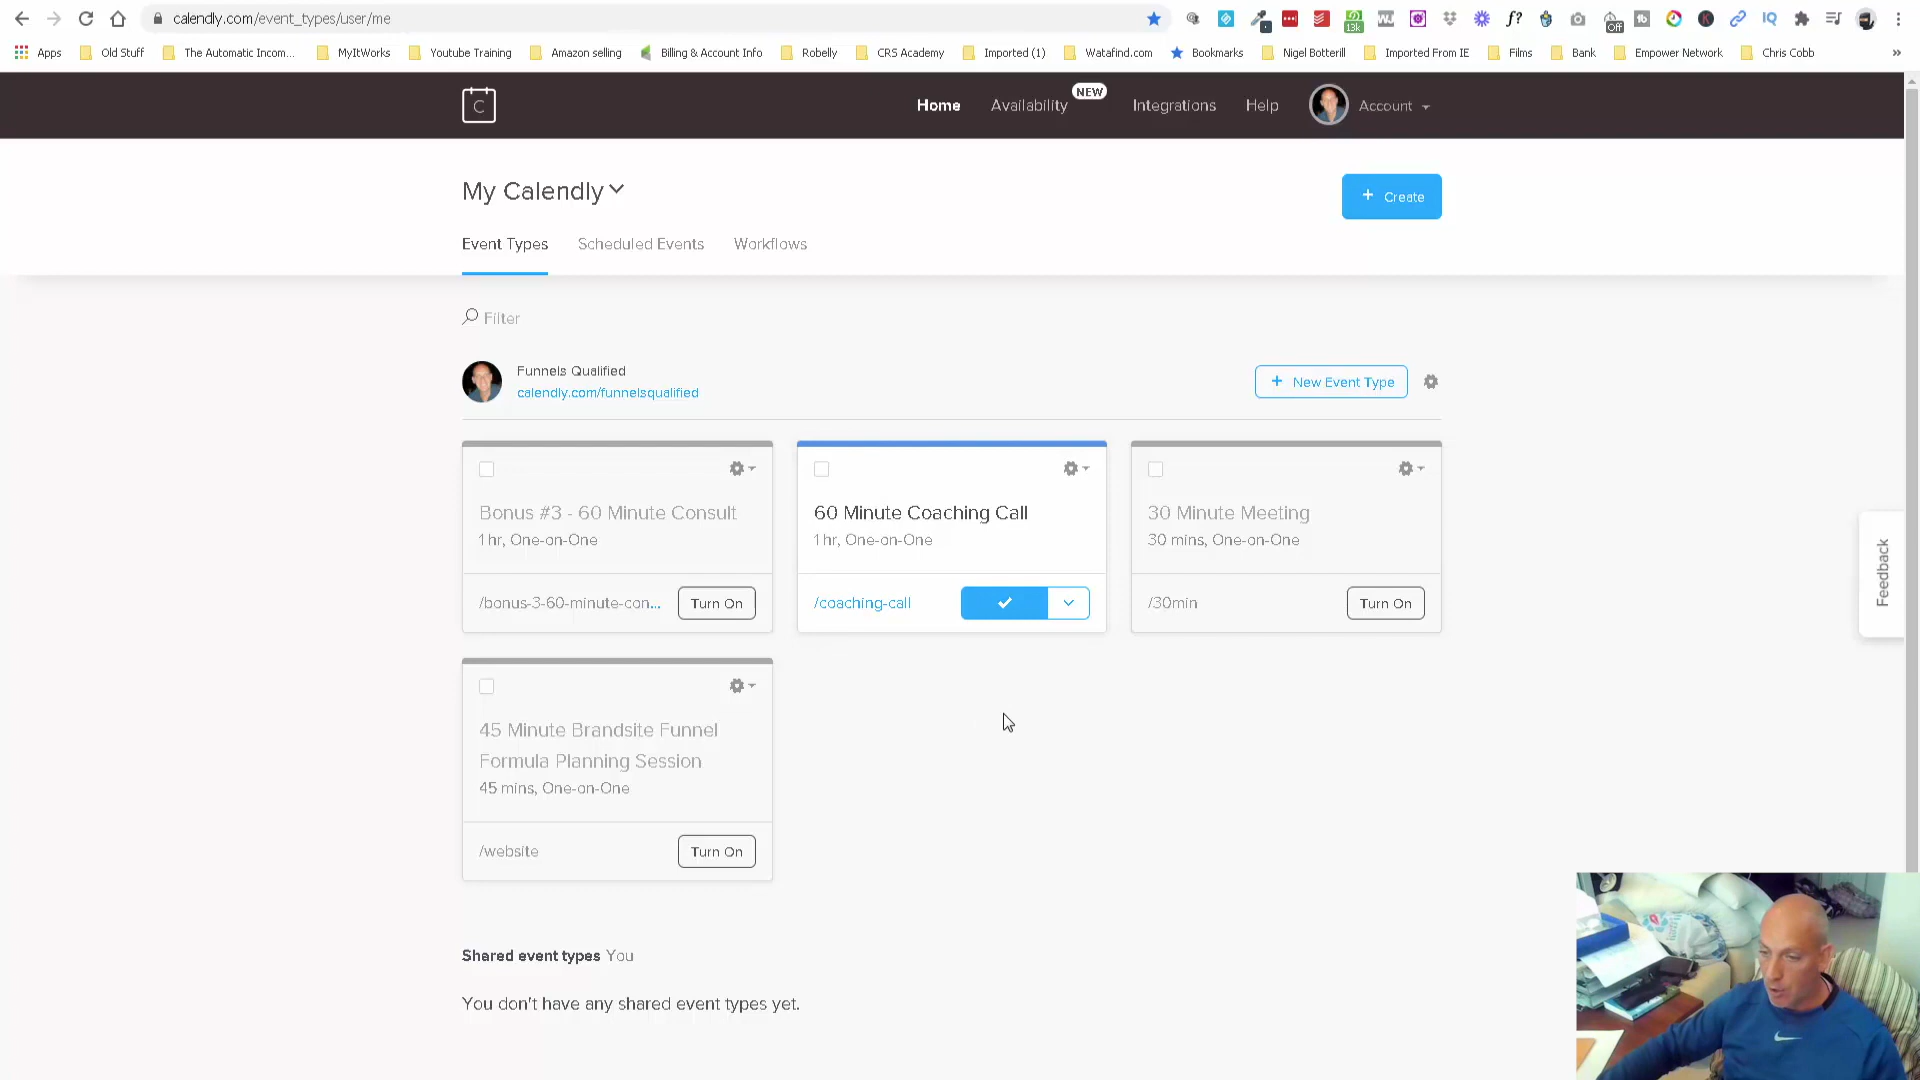 calendly.com/event_types/user/me
13k
Off
Apps
Old Stuff
The Automatic Incom...
MyItWorks
Youtube Training
Amazon selling
Billing & Account Info
Robelly
CRS Academy
Imported (1)
Watafind.com
Bookmarks
Nigel Botterill
Imported From IE
Films
Bank
Empower Network
Chris Cobb
»
C
Home
Availability
NEW
Integrations
Help
Account
My Calendly
+ Create
Event Types
Scheduled Events
Workflows
Filter
Funnels Qualified
calendly.com/funnelsqualified
+ New Event Type
Bonus #3 - 60 Minute Consult
1 hr, One-on-One
/bonus-3-60-minute-con...
Turn On
60 Minute Coaching Call
1 hr, One-on-One
/coaching-call
30 Minute Meeting
30 mins, One-on-One
/30min
Turn On
45 Minute Brandsite Funnel
Formula Planning Session
45 mins, One-on-One
/website
Turn On
Feedback
Shared event types You
You don't have any shared event types yet.